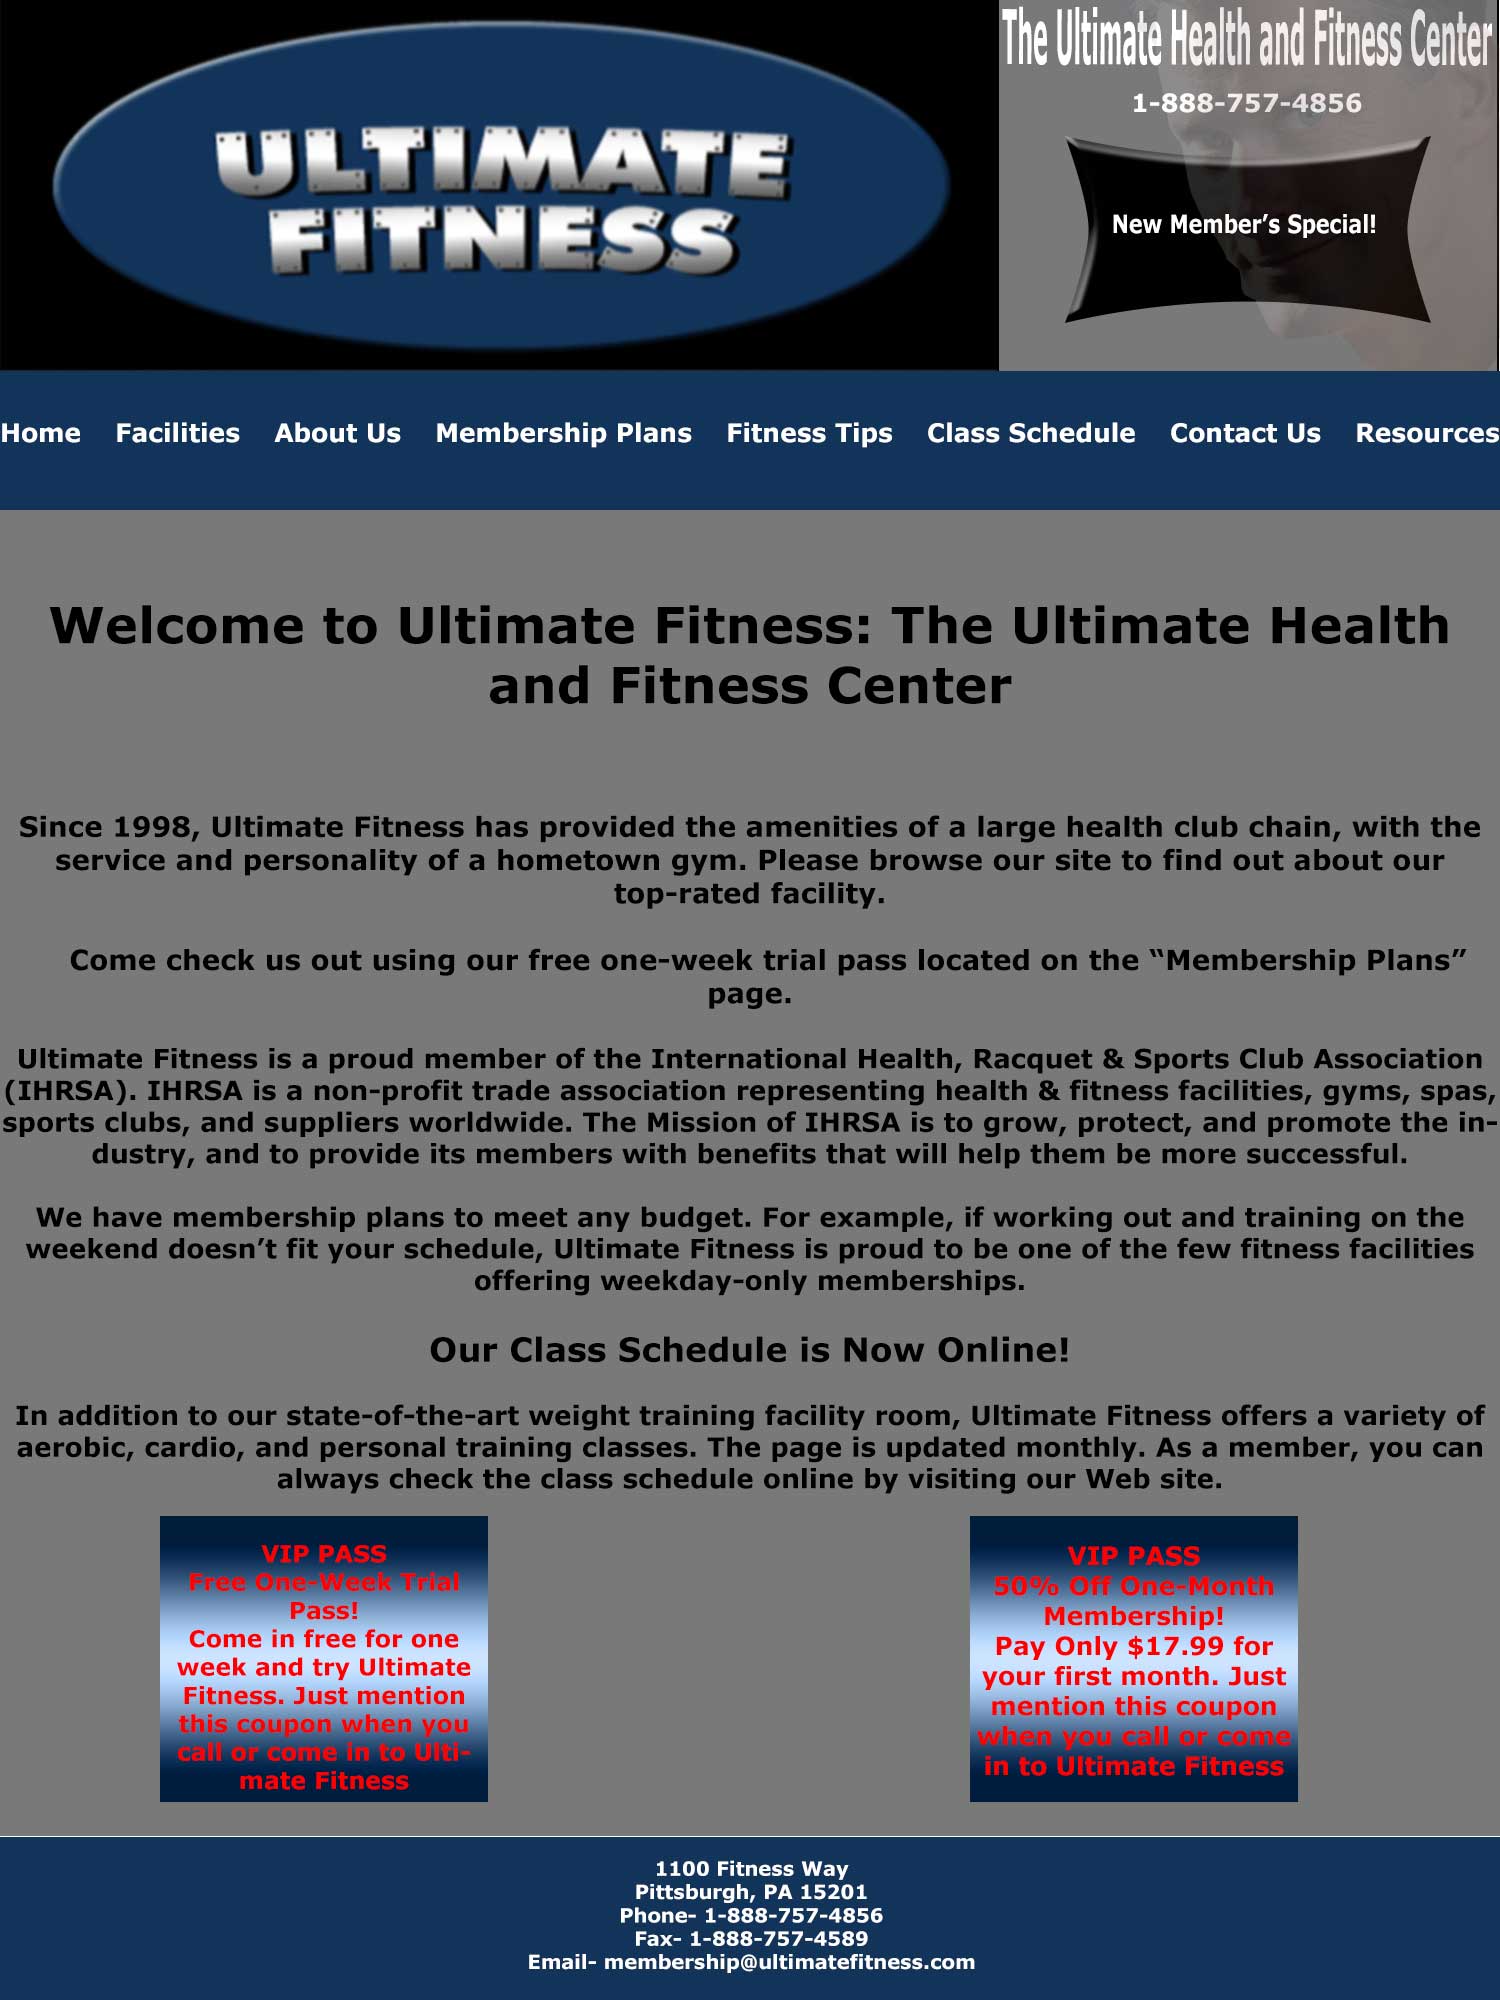 ULTIMATE
FITNESS
The Ultimate Health and Fitness Center
1-888-757-4856
New Member’s Special!
Home Facilities About Us Membership Plans Fitness Tips Class Schedule Contact Us Resources
Welcome to Ultimate Fitness: The Ultimate Health
and Fitness Center
Since 1998, Ultimate Fitness has provided the amenities of a large health club chain, with the
service and personality of a hometown gym. Please browse our site to find out about our
top-rated facility.
Come check us out using our free one-week trial pass located on the “Membership Plans”
page.
Ultimate Fitness is a proud member of the International Health, Racquet & Sports Club Association
(IHRSA). IHRSA is a non-profit trade association representing health & fitness facilities, gyms, spas,
sports clubs, and suppliers worldwide. The Mission of IHRSA is to grow, protect, and promote the in-
dustry, and to provide its members with benefits that will help them be more successful.
We have membership plans to meet any budget. For example, if working out and training on the
weekend doesn’t fit your schedule, Ultimate Fitness is proud to be one of the few fitness facilities
offering weekday-only memberships.
Our Class Schedule is Now Online!
In addition to our state-of-the-art weight training facility room, Ultimate Fitness offers a variety of
aerobic, cardio, and personal training classes. The page is updated monthly. As a member, you can
always check the class schedule online by visiting our Web site.
VIP PASS
Free One-Week Trial
Pass!
Come in free for one
week and try Ultimate
Fitness. Just mention
this coupon when you
call or come in to Ulti-
mate Fitness
VIP PASS
50% Off One-Month
Membership!
Pay Only $17.99 for
your first month. Just
mention this coupon
when you call or come
in to Ultimate Fitness
1100 Fitness Way
Pittsburgh, PA 15201
Phone- 1-888-757-4856
Fax- 1-888-757-4589
Email- membership@ultimatefitness.com